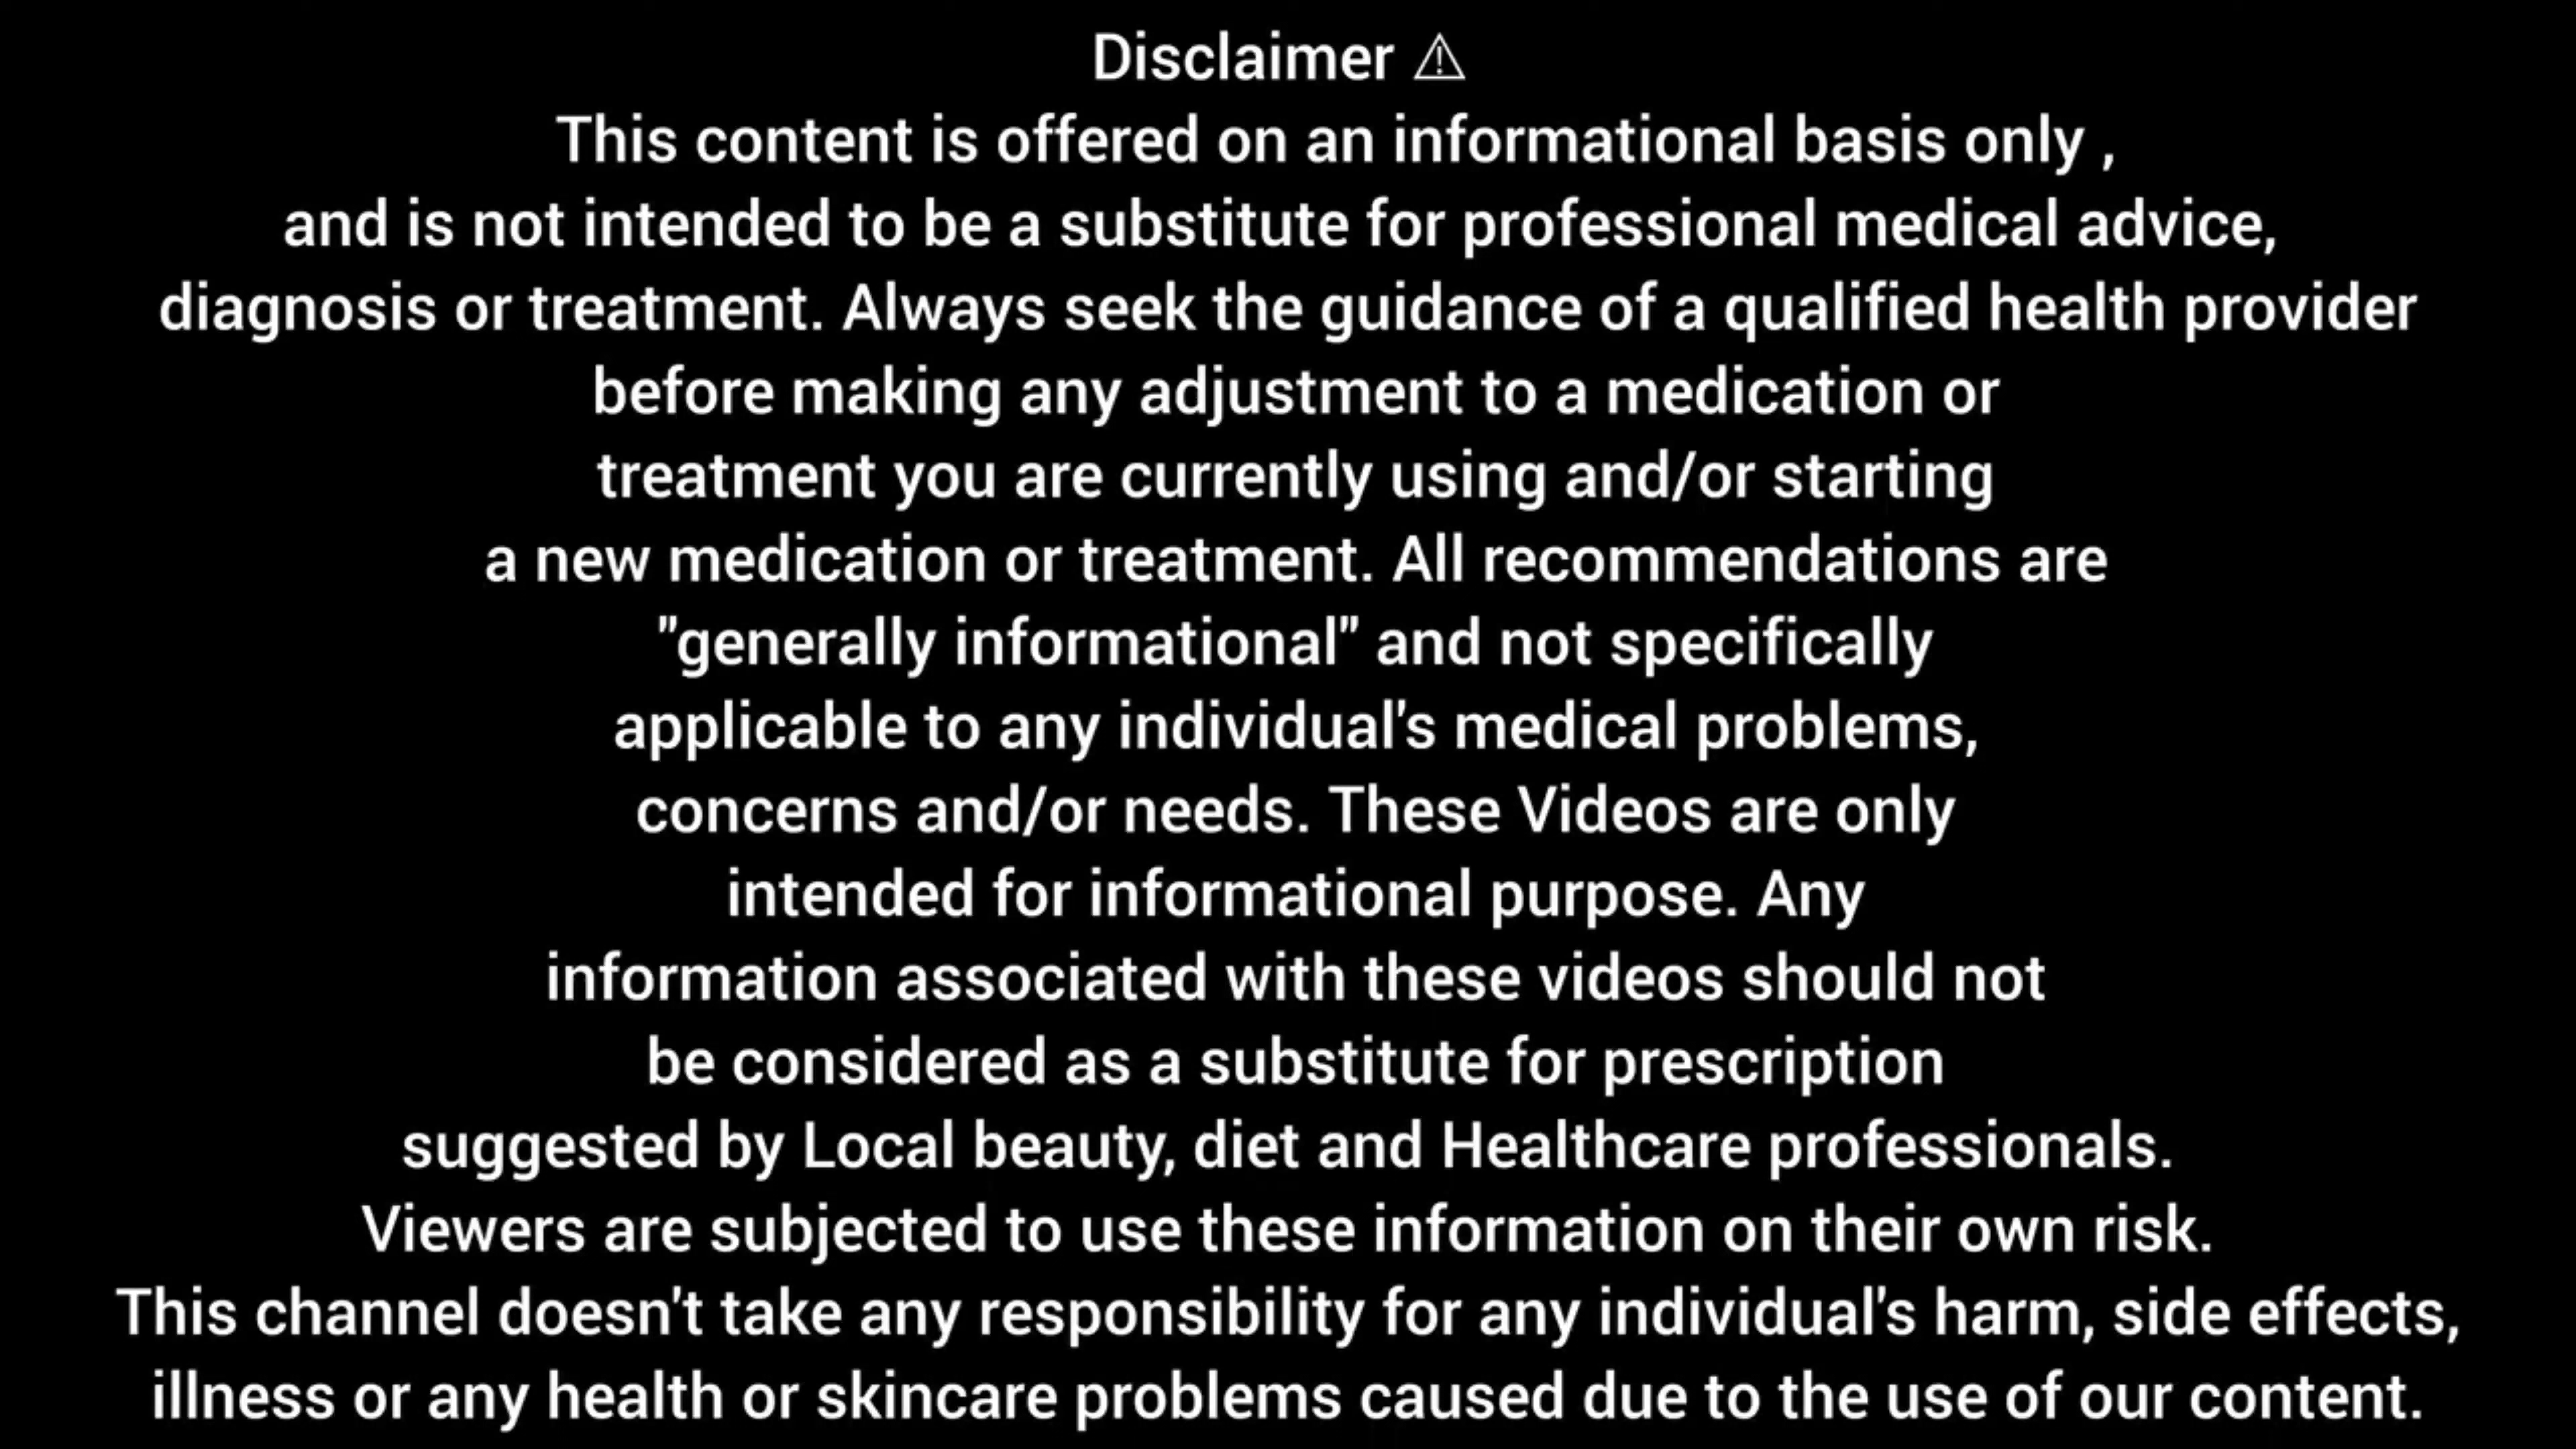 Disclaimer ⚠
This content is offered on an informational basis only ,
and is not intended to be a substitute for professional medical advice,
diagnosis or treatment. Always seek the guidance of a qualified health provider
before making any adjustment to a medication or
treatment you are currently using and/or starting
a new medication or treatment. All recommendations are
"generally informational" and not specifically
applicable to any individual's medical problems,
concerns and/or needs. These Videos are only
intended for informational purpose. Any
information associated with these videos should not
be considered as a substitute for prescription
suggested by Local beauty, diet and Healthcare professionals.
Viewers are subjected to use these information on their own risk.
This channel doesn't take any responsibility for any individual's harm, side effects,
illness or any health or skincare problems caused due to the use of our content.